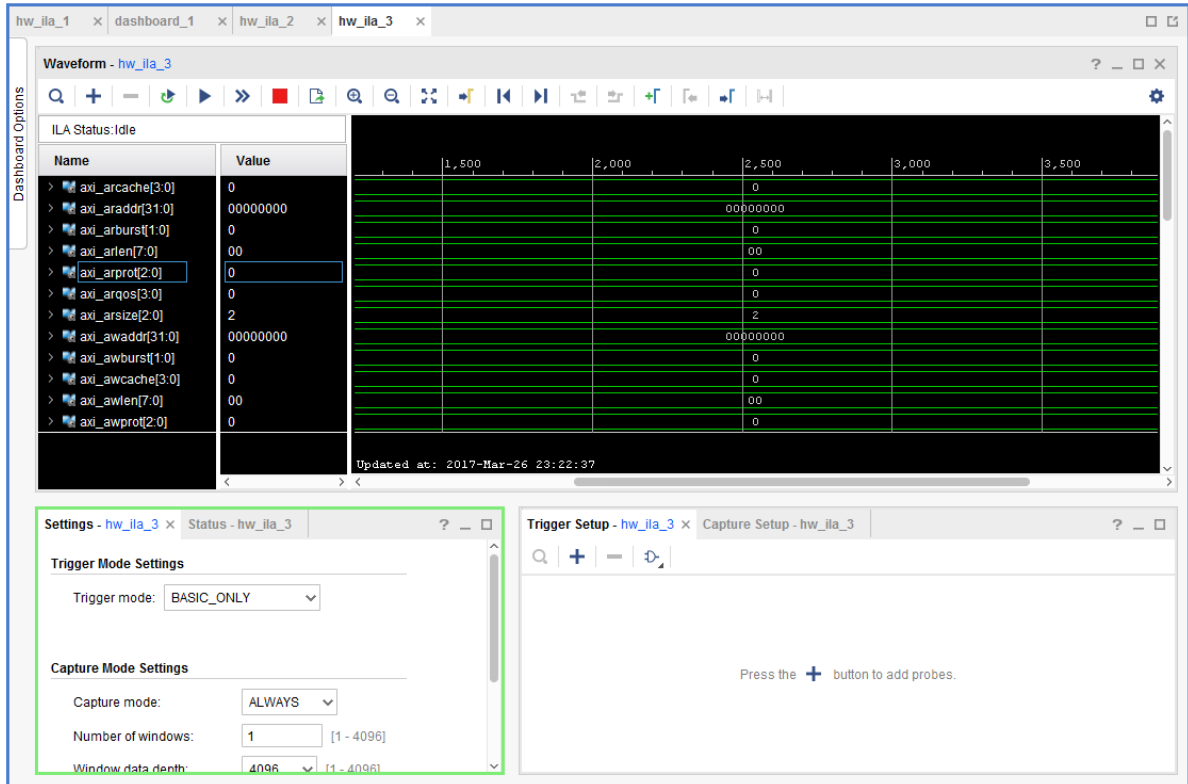 hw_ila_1 × dashboard_1 × hw_ila_2 × hw_ila_3 ×
Dashboard Options
Waveform - hw_ila_3
ILA Status:Idle
Name Value
1,500 2,000 2,500 3,000 3,500
axi_arcache[3:0] 0 0
axi_araddr[31:0] 00000000 00000000
axi_arburst[1:0] 0 0
axi_arlen[7:0] 00 00
axi_arprot[2:0] 0 0
axi_arqos[3:0] 0 0
axi_arsize[2:0] 2 2
axi_awaddr[31:0] 00000000 00000000
axi_awburst[1:0] 0 0
axi_awcache[3:0] 0 0
axi_awlen[7:0] 00 00
axi_awprot[2:0] 0 0
Updated at: 2017-Mar-26 23:22:37
Settings - hw_ila_3 × Status - hw_ila_3
Trigger Mode Settings
Trigger mode: BASIC_ONLY
Capture Mode Settings
Capture mode: ALWAYS
Number of windows: 1 [1 - 4096]
Window data depth: 4096 [1 - 4096]
Trigger Setup - hw_ila_3 × Capture Setup - hw_ila_3
Press the + button to add probes.